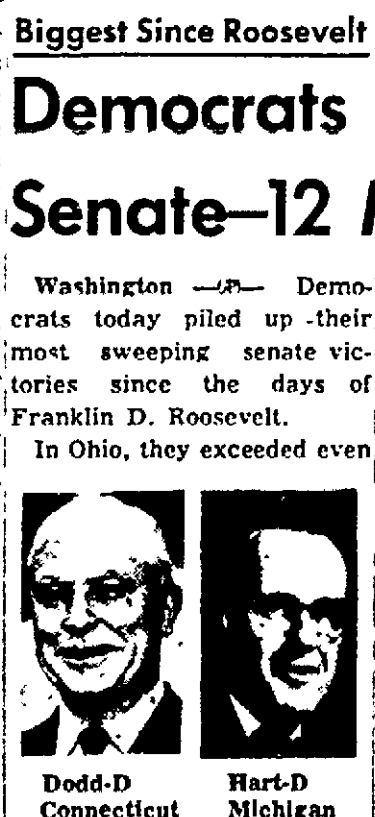 Biggest Since Roosevelt
Democrats
Senate—12
Washington —(AP)— Demo-
crats today piled up -their
most sweeping senate vic-
tories since the days of
Franklin D. Roosevelt.
In Ohio, they exceeded even
Dodd-D
Connecticut
Hart-D
Michigan